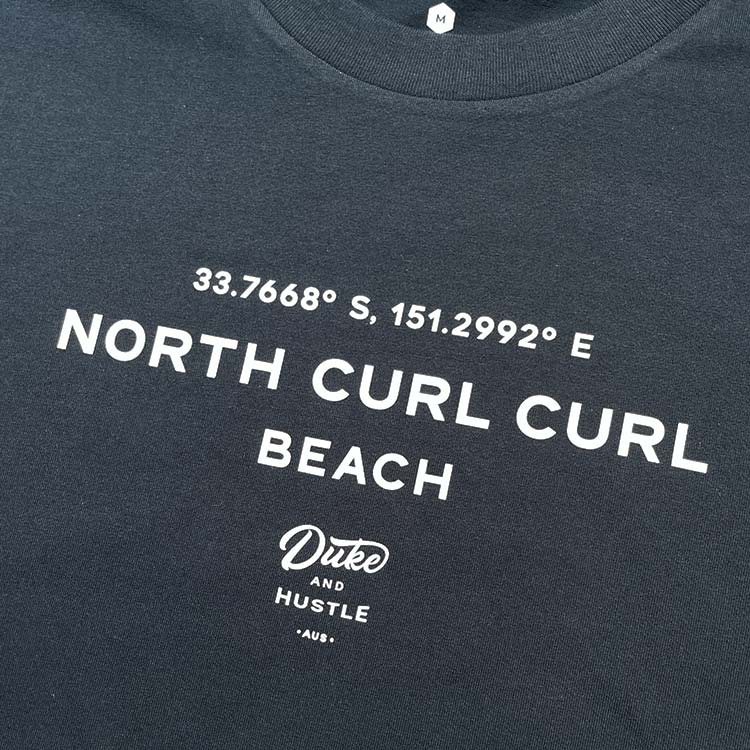 M
33.7668° S, 151.2992° E
NORTH CURL CURL
BEACH
Duke
AND
HUSTLE
•AUS•